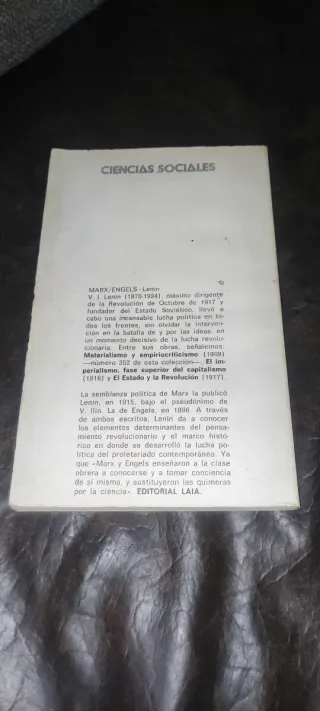 CIENCIAS SOCIALES
MARX/ENGELS - Lenin
V. I. Lenin (1870-1924), máximo dirigente
de la Revolución de Octubre de 1917 y
fundador del Estado Soviético, llevó a
cabo una incansable lucha política en to-
dos los frentes, sin olvidar la interven-
ción en la batalla de y por las ideas, en
un momento decisivo de la lucha revolu-
cionaria. Entre sus obras, señalemos:
Materialismo y empiriocriticismo (1909)
—número 352 de esta colección—, El im-
perialismo, fase superior del capitalismo
(1916) y El Estado y la Revolución (1917).
La semblanza política de Marx la publicó
Lenin, en 1915, bajo el pseudónimo de
V. Ilin. La de Engels, en 1896. A través
de ambos escritos, Lenin da a conocer
los elementos determinantes del pensa-
miento revolucionario y el marco histó-
rico en donde se desarrolló la lucha po-
lítica del proletariado contemporáneo. Ya
que «Marx y Engels enseñaron a la clase
obrera a conocerse y a tomar conciencia
de sí misma, y sustituyeron las quimeras
por la ciencia» EDITORIAL LAIA.